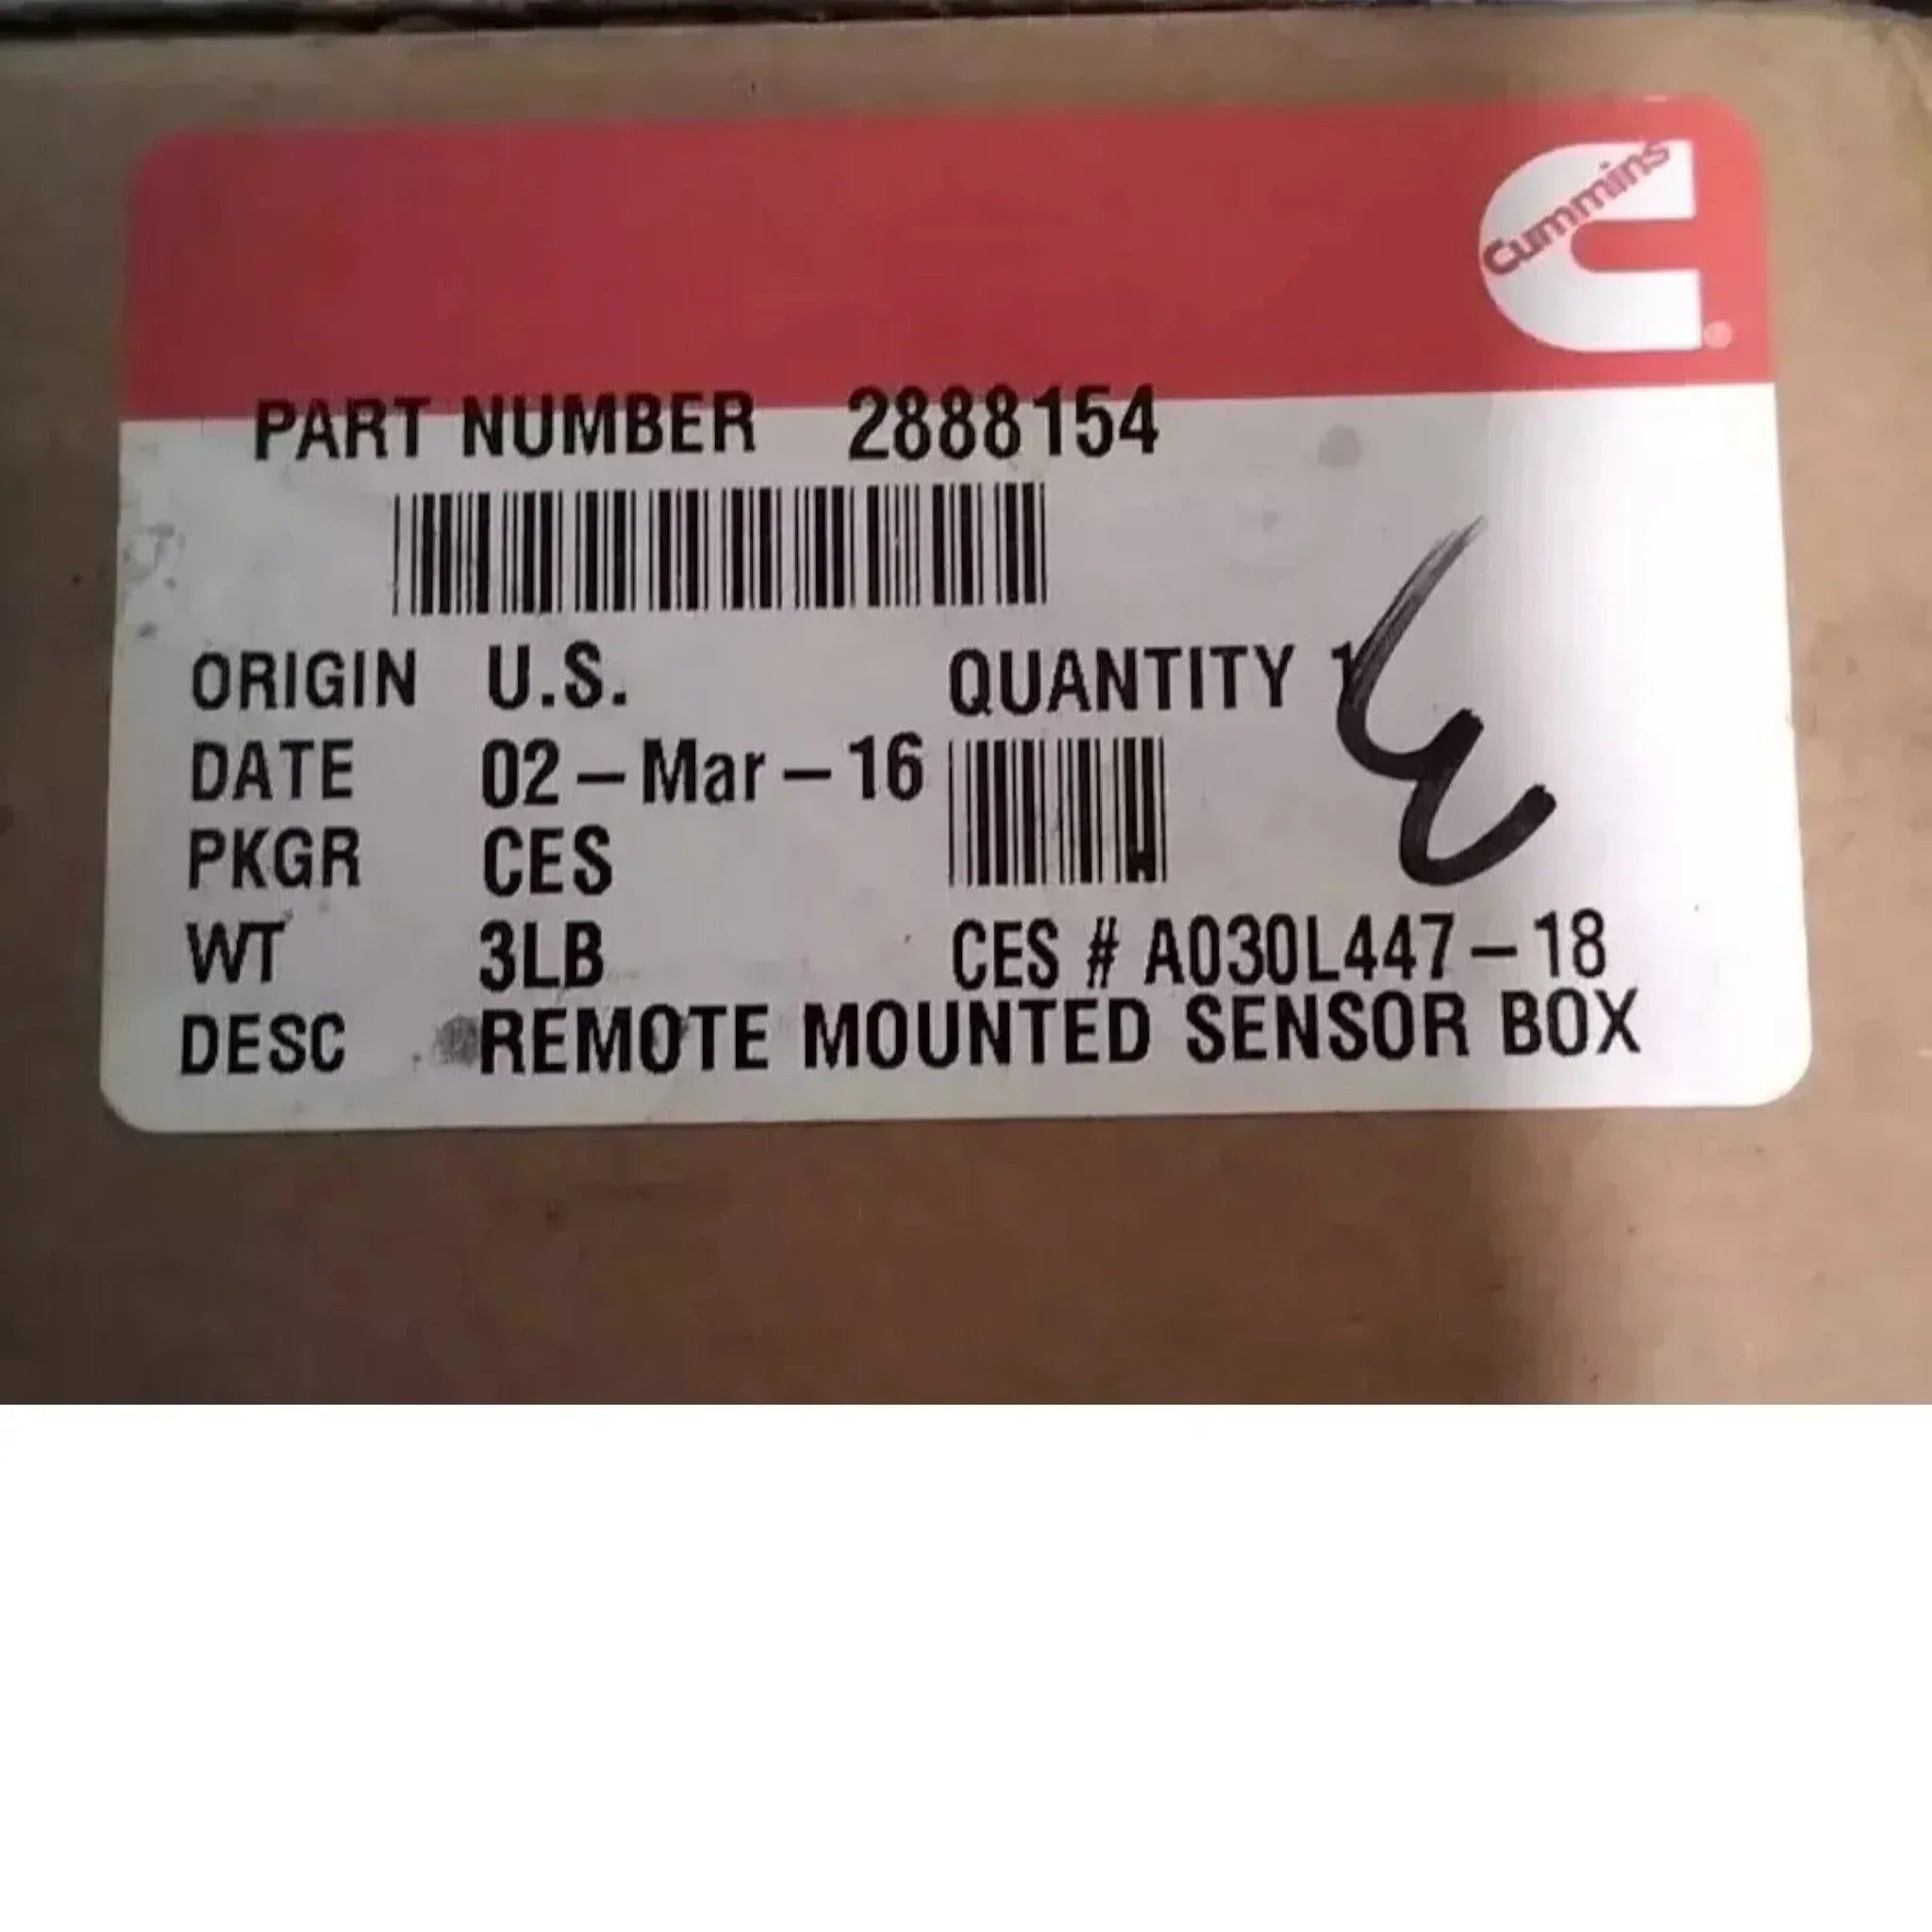 Cummins
PART NUMBER 2888154
ORIGIN U.S. QUANTITY 1
DATE 02-Mar-16
PKGR CES
WT 3LB CES # A030L447-18
DESC REMOTE MOUNTED SENSOR BOX